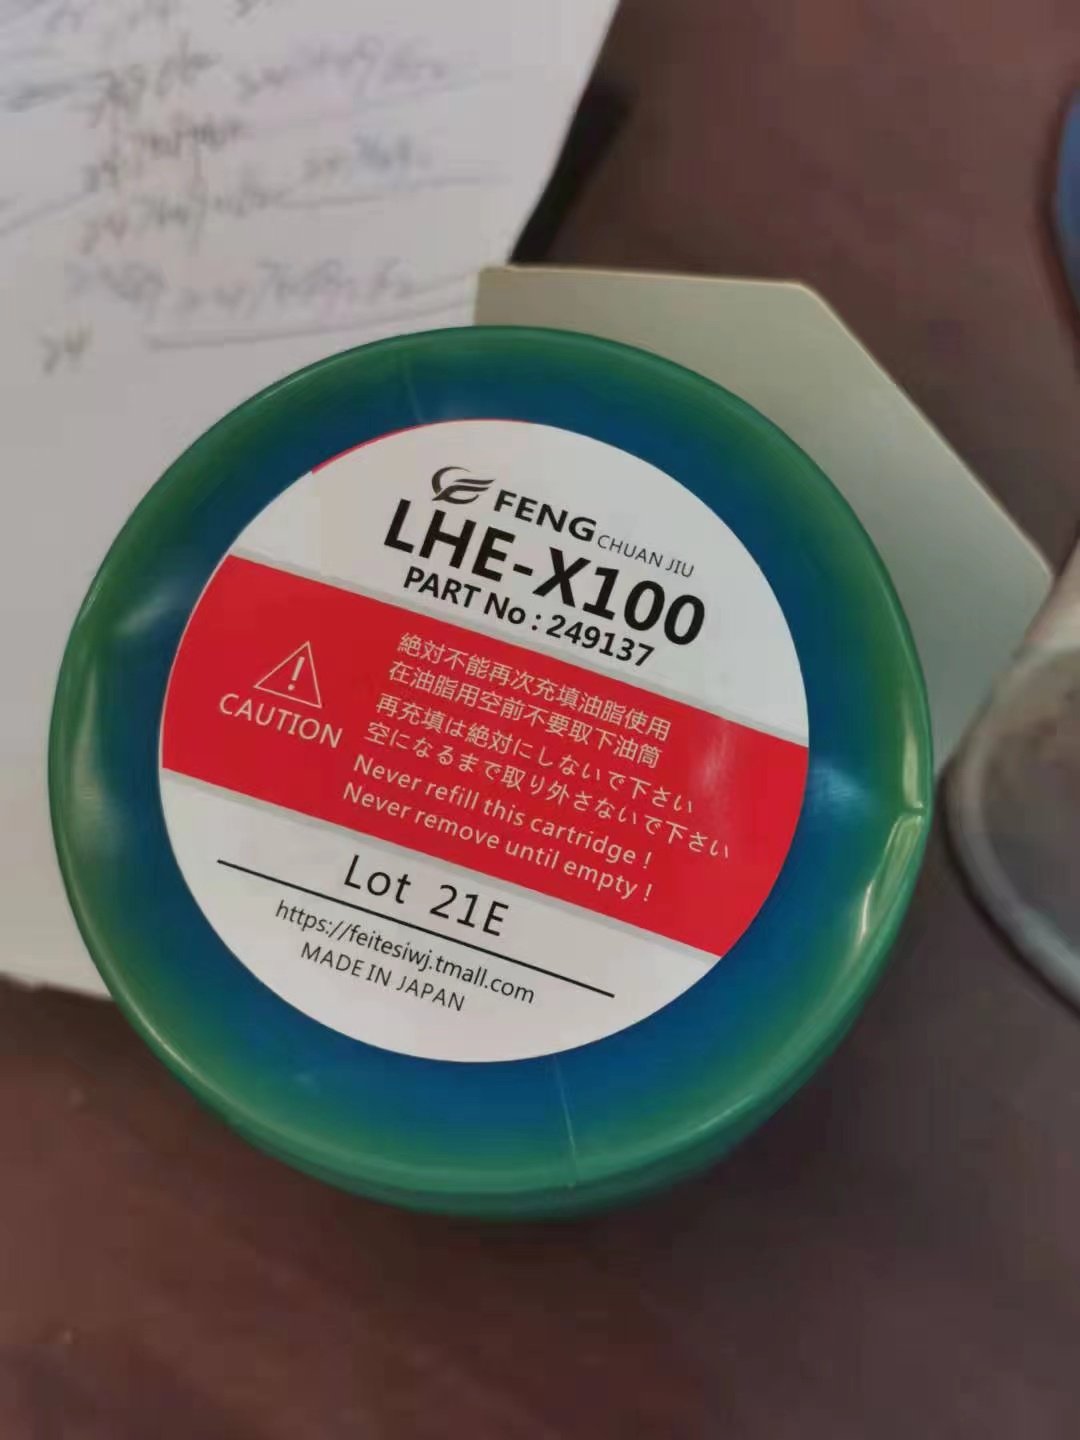 FENG CHUAN JIU
LHE-X100
PART No : 249137
CAUTION
絶対不能再次充填油脂使用
在油脂用空前不要取下油筒
再充填は絶対にしないで下さい
空になるまで取り外さないで下さい
Never refill this cartridge !
Never remove until empty !
Lot 21E
https://feitesiwj.tmall.com
MADE IN JAPAN